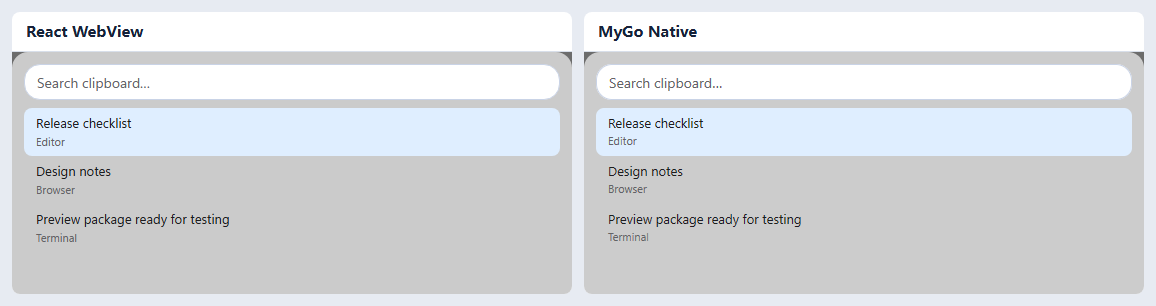 React WebView
Search clipboard...
Release checklist
Editor
Design notes
Browser
Preview package ready for testing
Terminal
MyGo Native
Search clipboard...
Release checklist
Editor
Design notes
Browser
Preview package ready for testing
Terminal